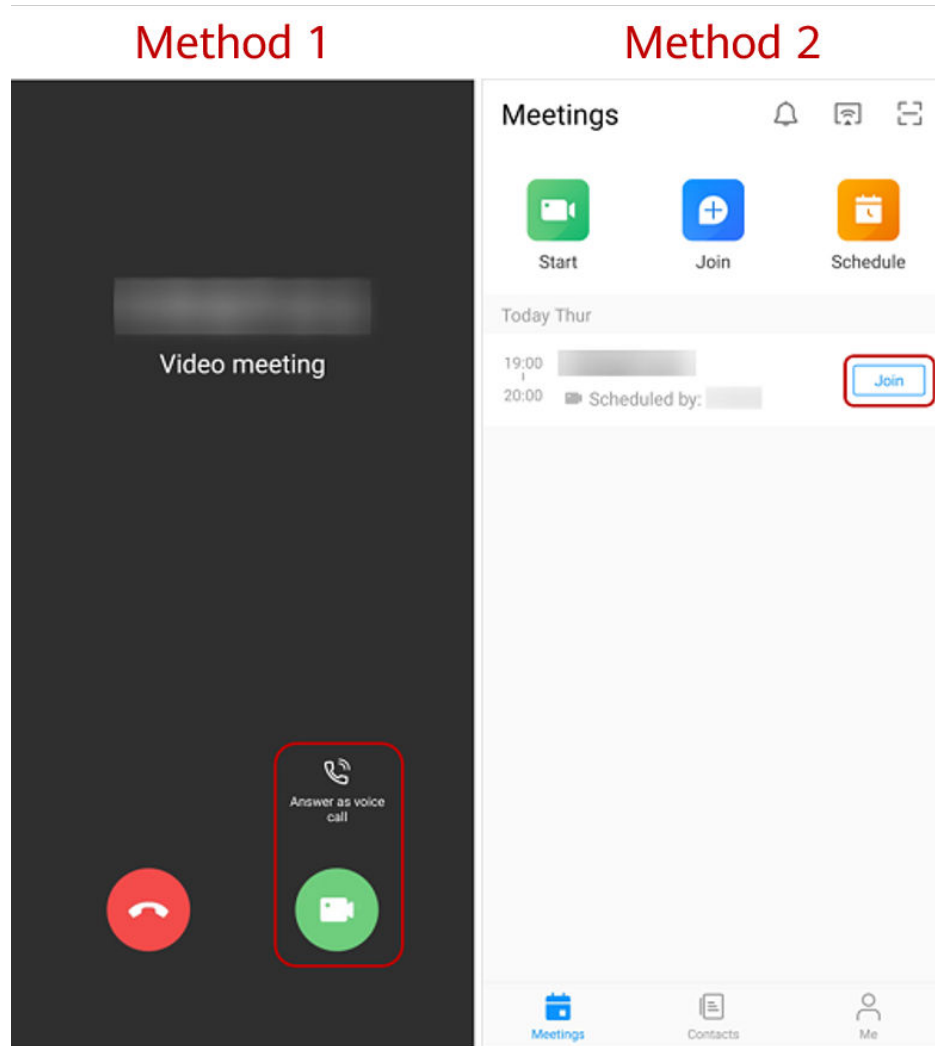 Method 1
Method 2
Video meeting
Answer as voice
call
Meetings
Start
Join
Schedule
Today Thur
19:00
20:00
Scheduled by:
Join
Meetings
Contacts
Me